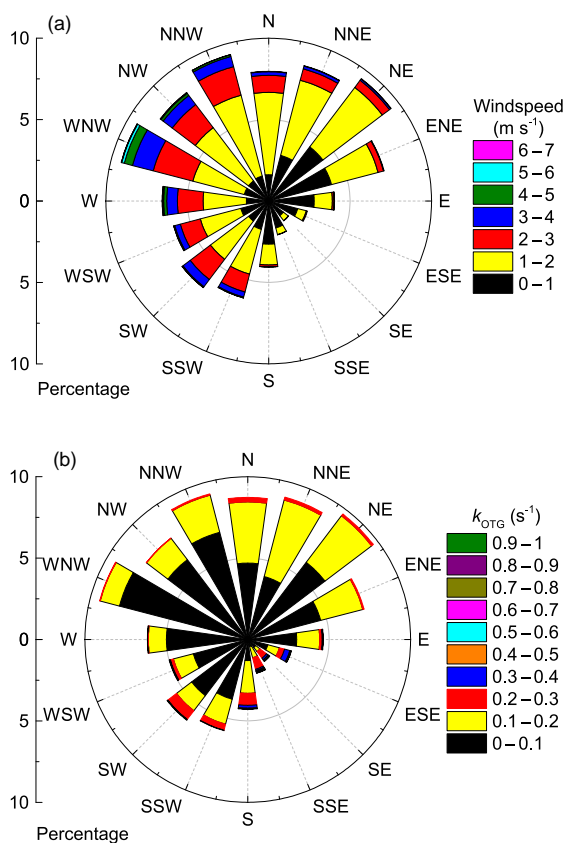 (a)
N
NNW
NNE
NW
NE
WNW
ENE
W
E
WSW
ESE
SW
SE
SSW
SSE
S
10
5
0
5
10
Percentage
Windspeed
(m s⁻¹)
6–7
5–6
4–5
3–4
2–3
1–2
0–1
(b)
N
NNW
NNE
NW
NE
WNW
ENE
W
E
WSW
ESE
SW
SE
SSW
SSE
S
10
5
0
5
10
Percentage
k_OTG (s⁻¹)
0.9–1
0.8–0.9
0.7–0.8
0.6–0.7
0.5–0.6
0.4–0.5
0.3–0.4
0.2–0.3
0.1–0.2
0–0.1